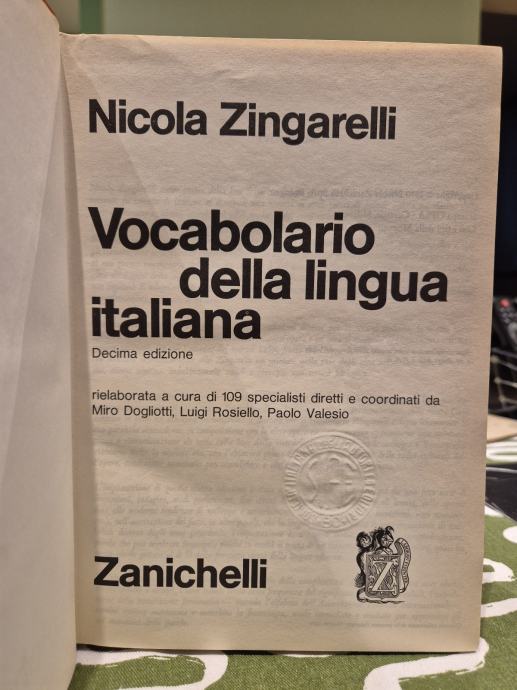 Nicola Zingarelli
Vocabolario
della lingua
italiana
Decima edizione
rielaborata a cura di 109 specialisti diretti e coordinati da
Miro Dogliotti, Luigi Rosiello, Paolo Valesio
Zanichelli
Z